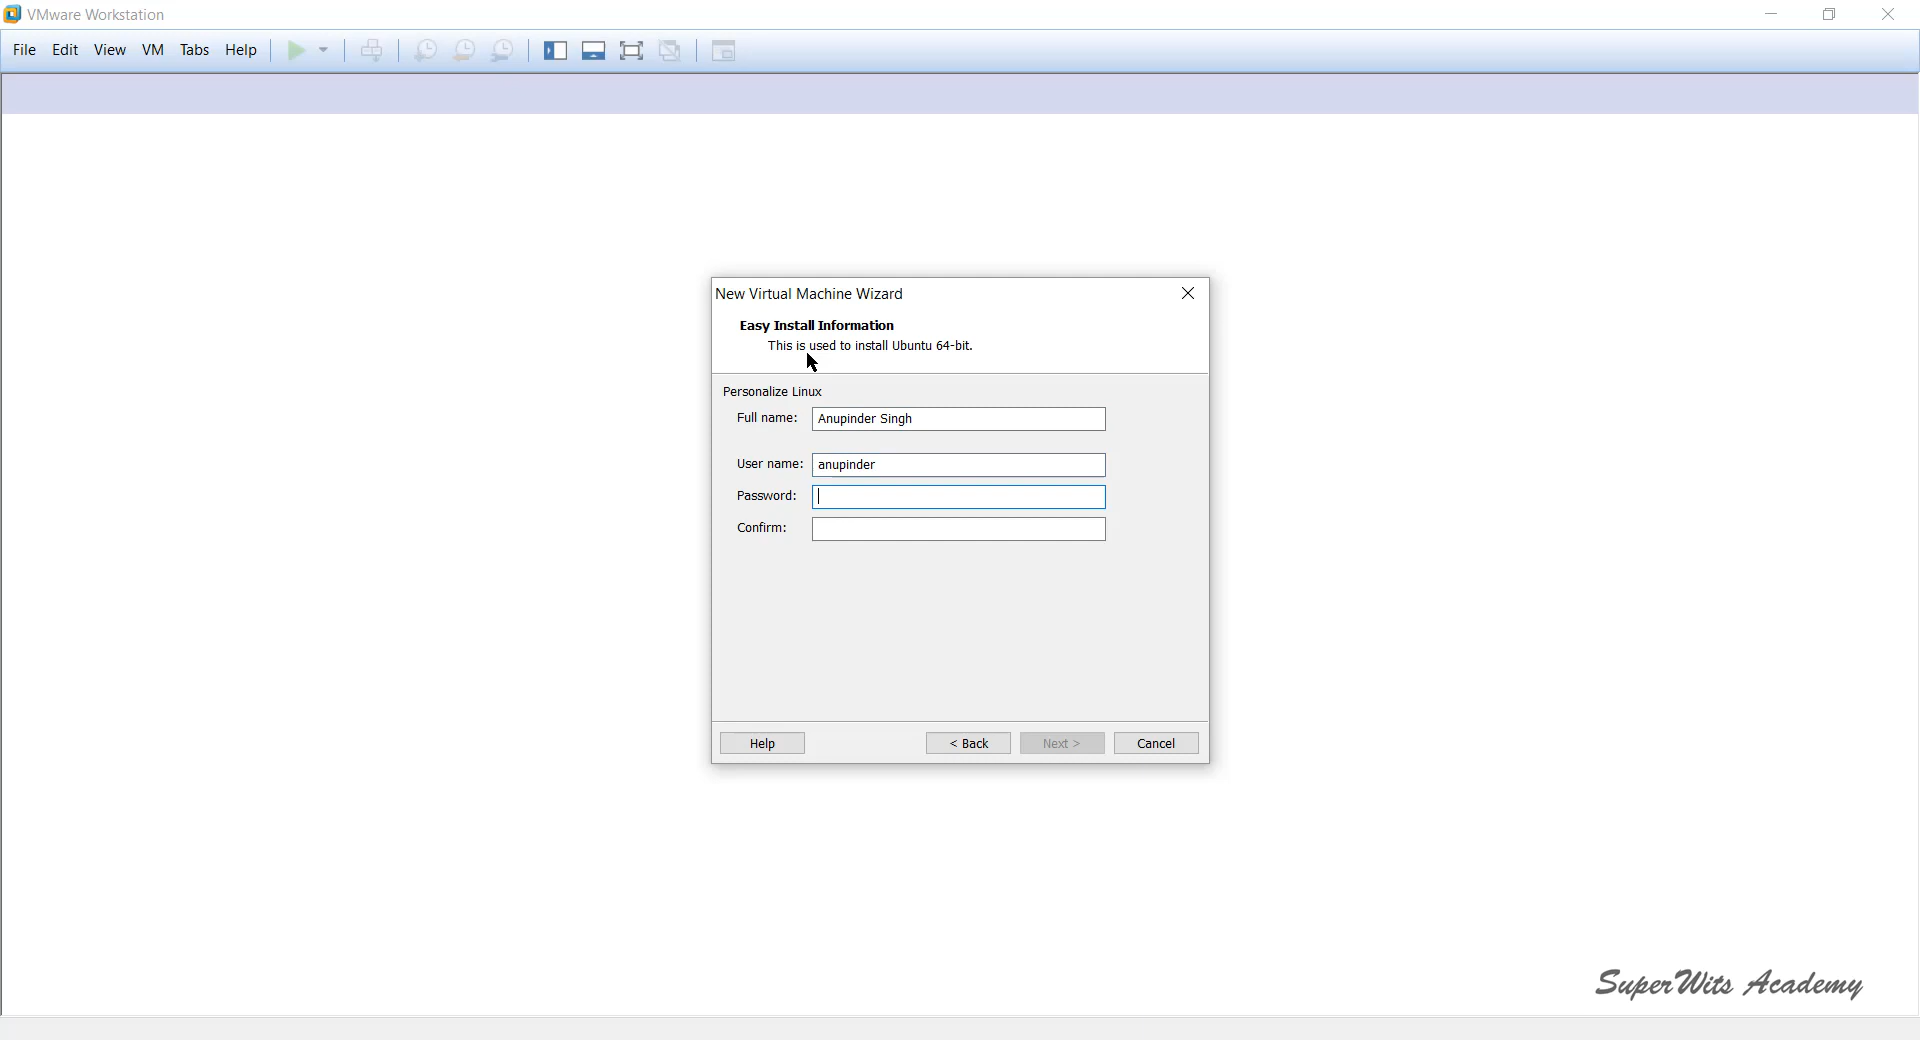 VMware Workstation
File Edit View VM Tabs Help
New Virtual Machine Wizard
Easy Install Information
This is used to install Ubuntu 64-bit.
Personalize Linux
Full name: Anupinder Singh
User name: anupinder
Password:
Confirm:
Help < Back Next > Cancel
SuperWits Academy